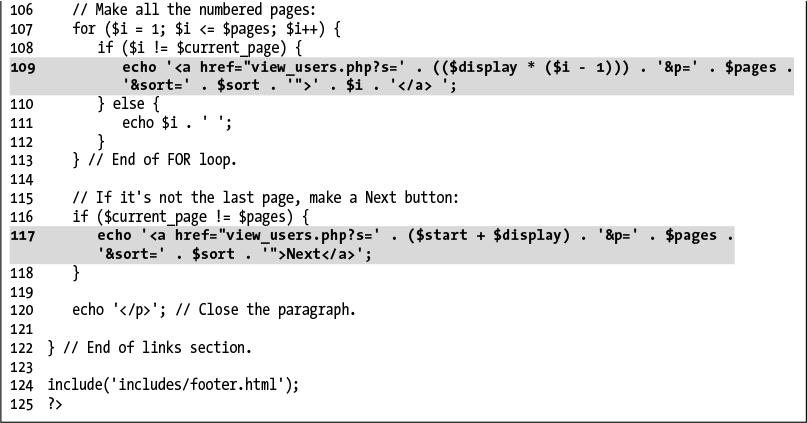 106 // Make all the numbered pages:
107 for ($i = 1; $i <= $pages; $i++) {
108 if ($i != $current_page) {
109 echo '<a href="view_users.php?s=' . (($display * ($i - 1))) . '&p=' . $pages .
'&sort=' . $sort . '">' . $i . '</a> ';
110 } else {
111 echo $i . ' ';
112 }
113 } // End of FOR loop.
114
115 // If it's not the last page, make a Next button:
116 if ($current_page != $pages) {
117 echo '<a href="view_users.php?s=' . ($start + $display) . '&p=' . $pages .
'&sort=' . $sort . '">Next</a>';
118 }
119
120 echo '</p>'; // Close the paragraph.
121
122 } // End of links section.
123
124 include('includes/footer.html');
125 ?>